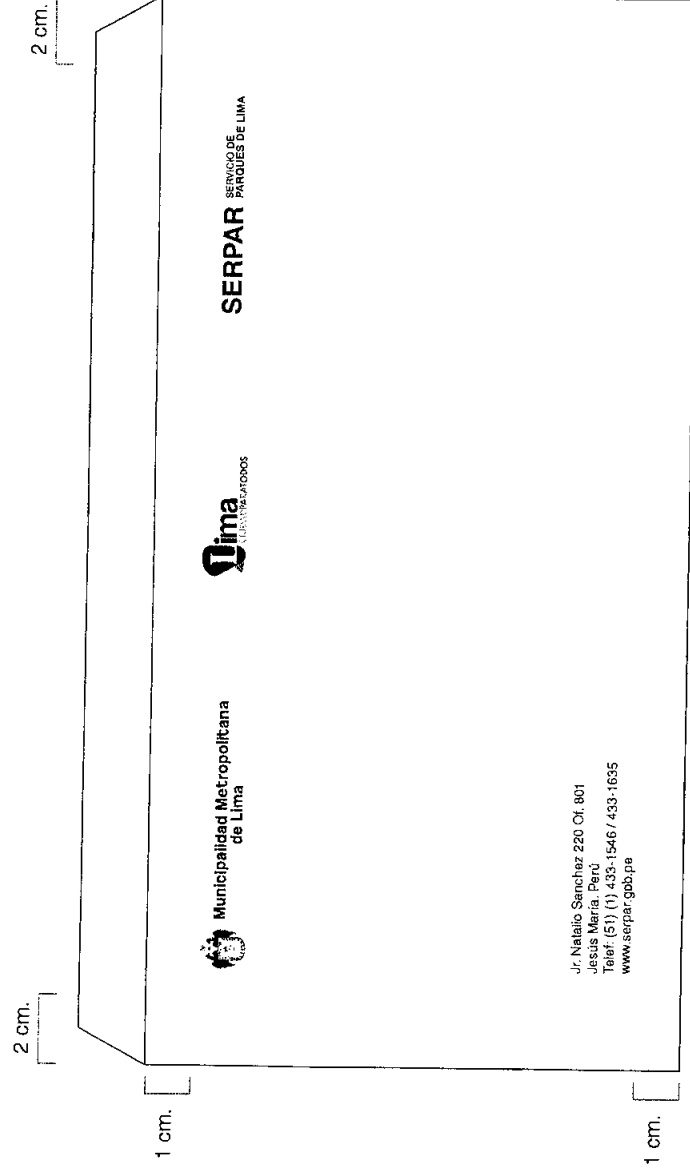 2 cm.
2 cm.
1 cm.
1 cm.
Municipalidad Metropolitana
de Lima
lima
PARA TODOS
SERPAR
SERVICIO DE
PARQUES DE LIMA
Jr. Natalio Sanchez 220 Of. 801
Jesús María. Perú
Telef: (51) (1) 433-1546 / 433-1635
www.serpar.gob.pe